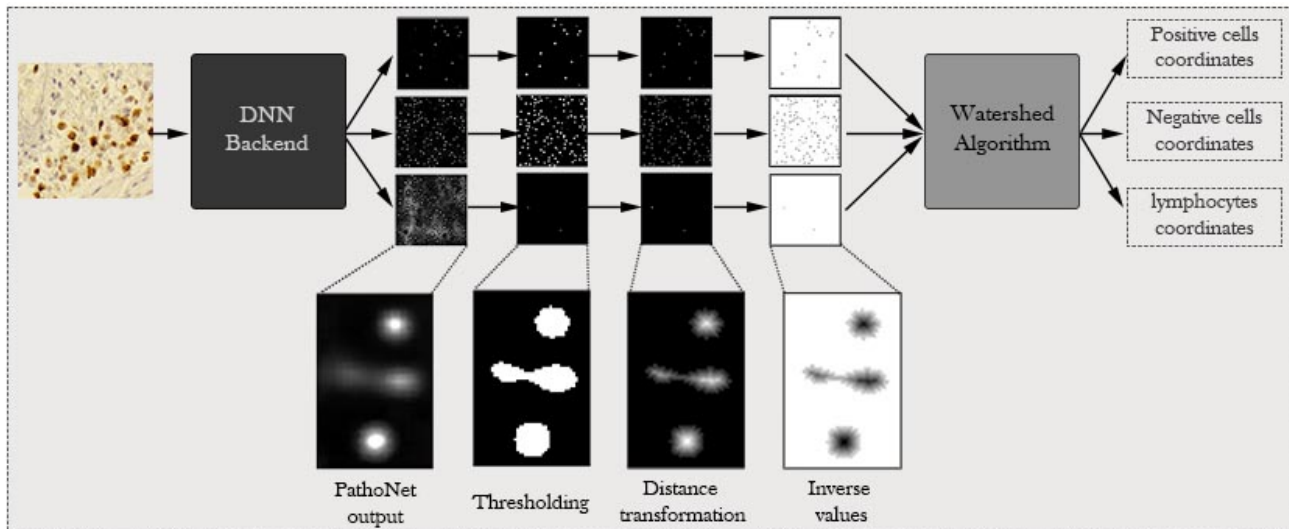 DNN
Backend
Watershed
Algorithm
Positive cells
coordinates
Negative cells
coordinates
lymphocytes
coordinates
PathoNet
output
Thresholding
Distance
transformation
Inverse
values